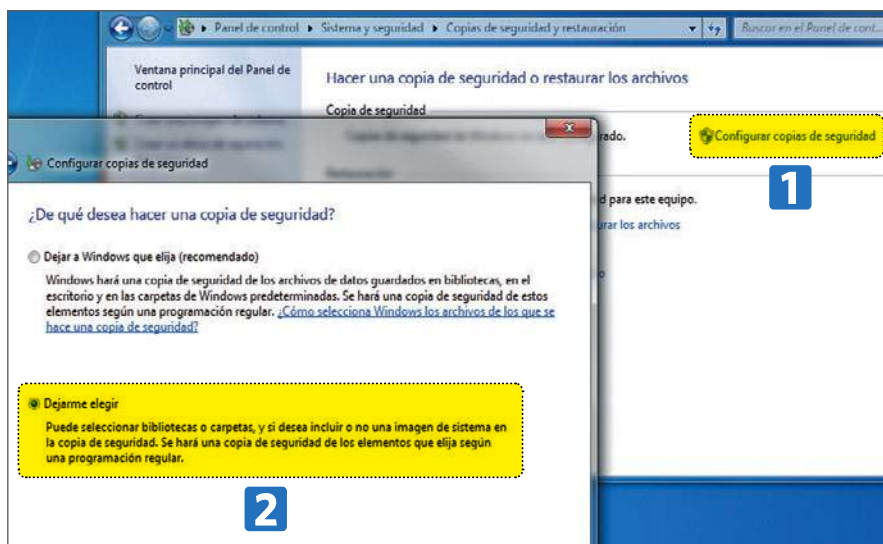 Panel de control ▸ Sistema y seguridad ▸ Copias de seguridad y restauración
Buscar en el Panel de cont...
Ventana principal del Panel de
control
Hacer una copia de seguridad o restaurar los archivos
Copia de seguridad
rado.
Configurar copias de seguridad
1
Configurar copias de seguridad
d para este equipo.
urar los archivos
¿De qué desea hacer una copia de seguridad?
Dejar a Windows que elija (recomendado)
Windows hará una copia de seguridad de los archivos de datos guardados en bibliotecas, en el
escritorio y en las carpetas de Windows predeterminadas. Se hará una copia de seguridad de estos
elementos según una programación regular. ¿Cómo selecciona Windows los archivos de los que se
hace una copia de seguridad?
Dejarme elegir
Puede seleccionar bibliotecas o carpetas, y si desea incluir o no una imagen de sistema en
la copia de seguridad. Se hará una copia de seguridad de los elementos que elija según
una programación regular.
2